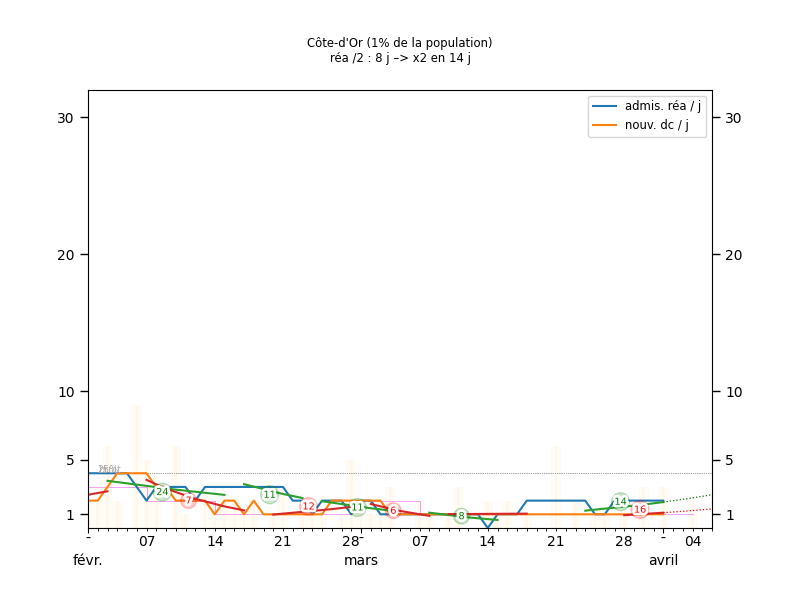 Côte-d'Or (1% de la population)
réa /2 : 8 j –> x2 en 14 j
admis. réa / j
nouv. dc / j
30 30
20 20
10 10
5 5
1 1
24 7 11 12 11 6 8 14 16
- 07 14 21 28 - 07 14 21 28 - 04
févr. mars avril